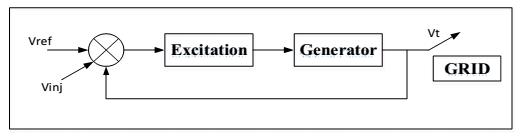 Vref
Vinj
Excitation
Generator
Vt
GRID